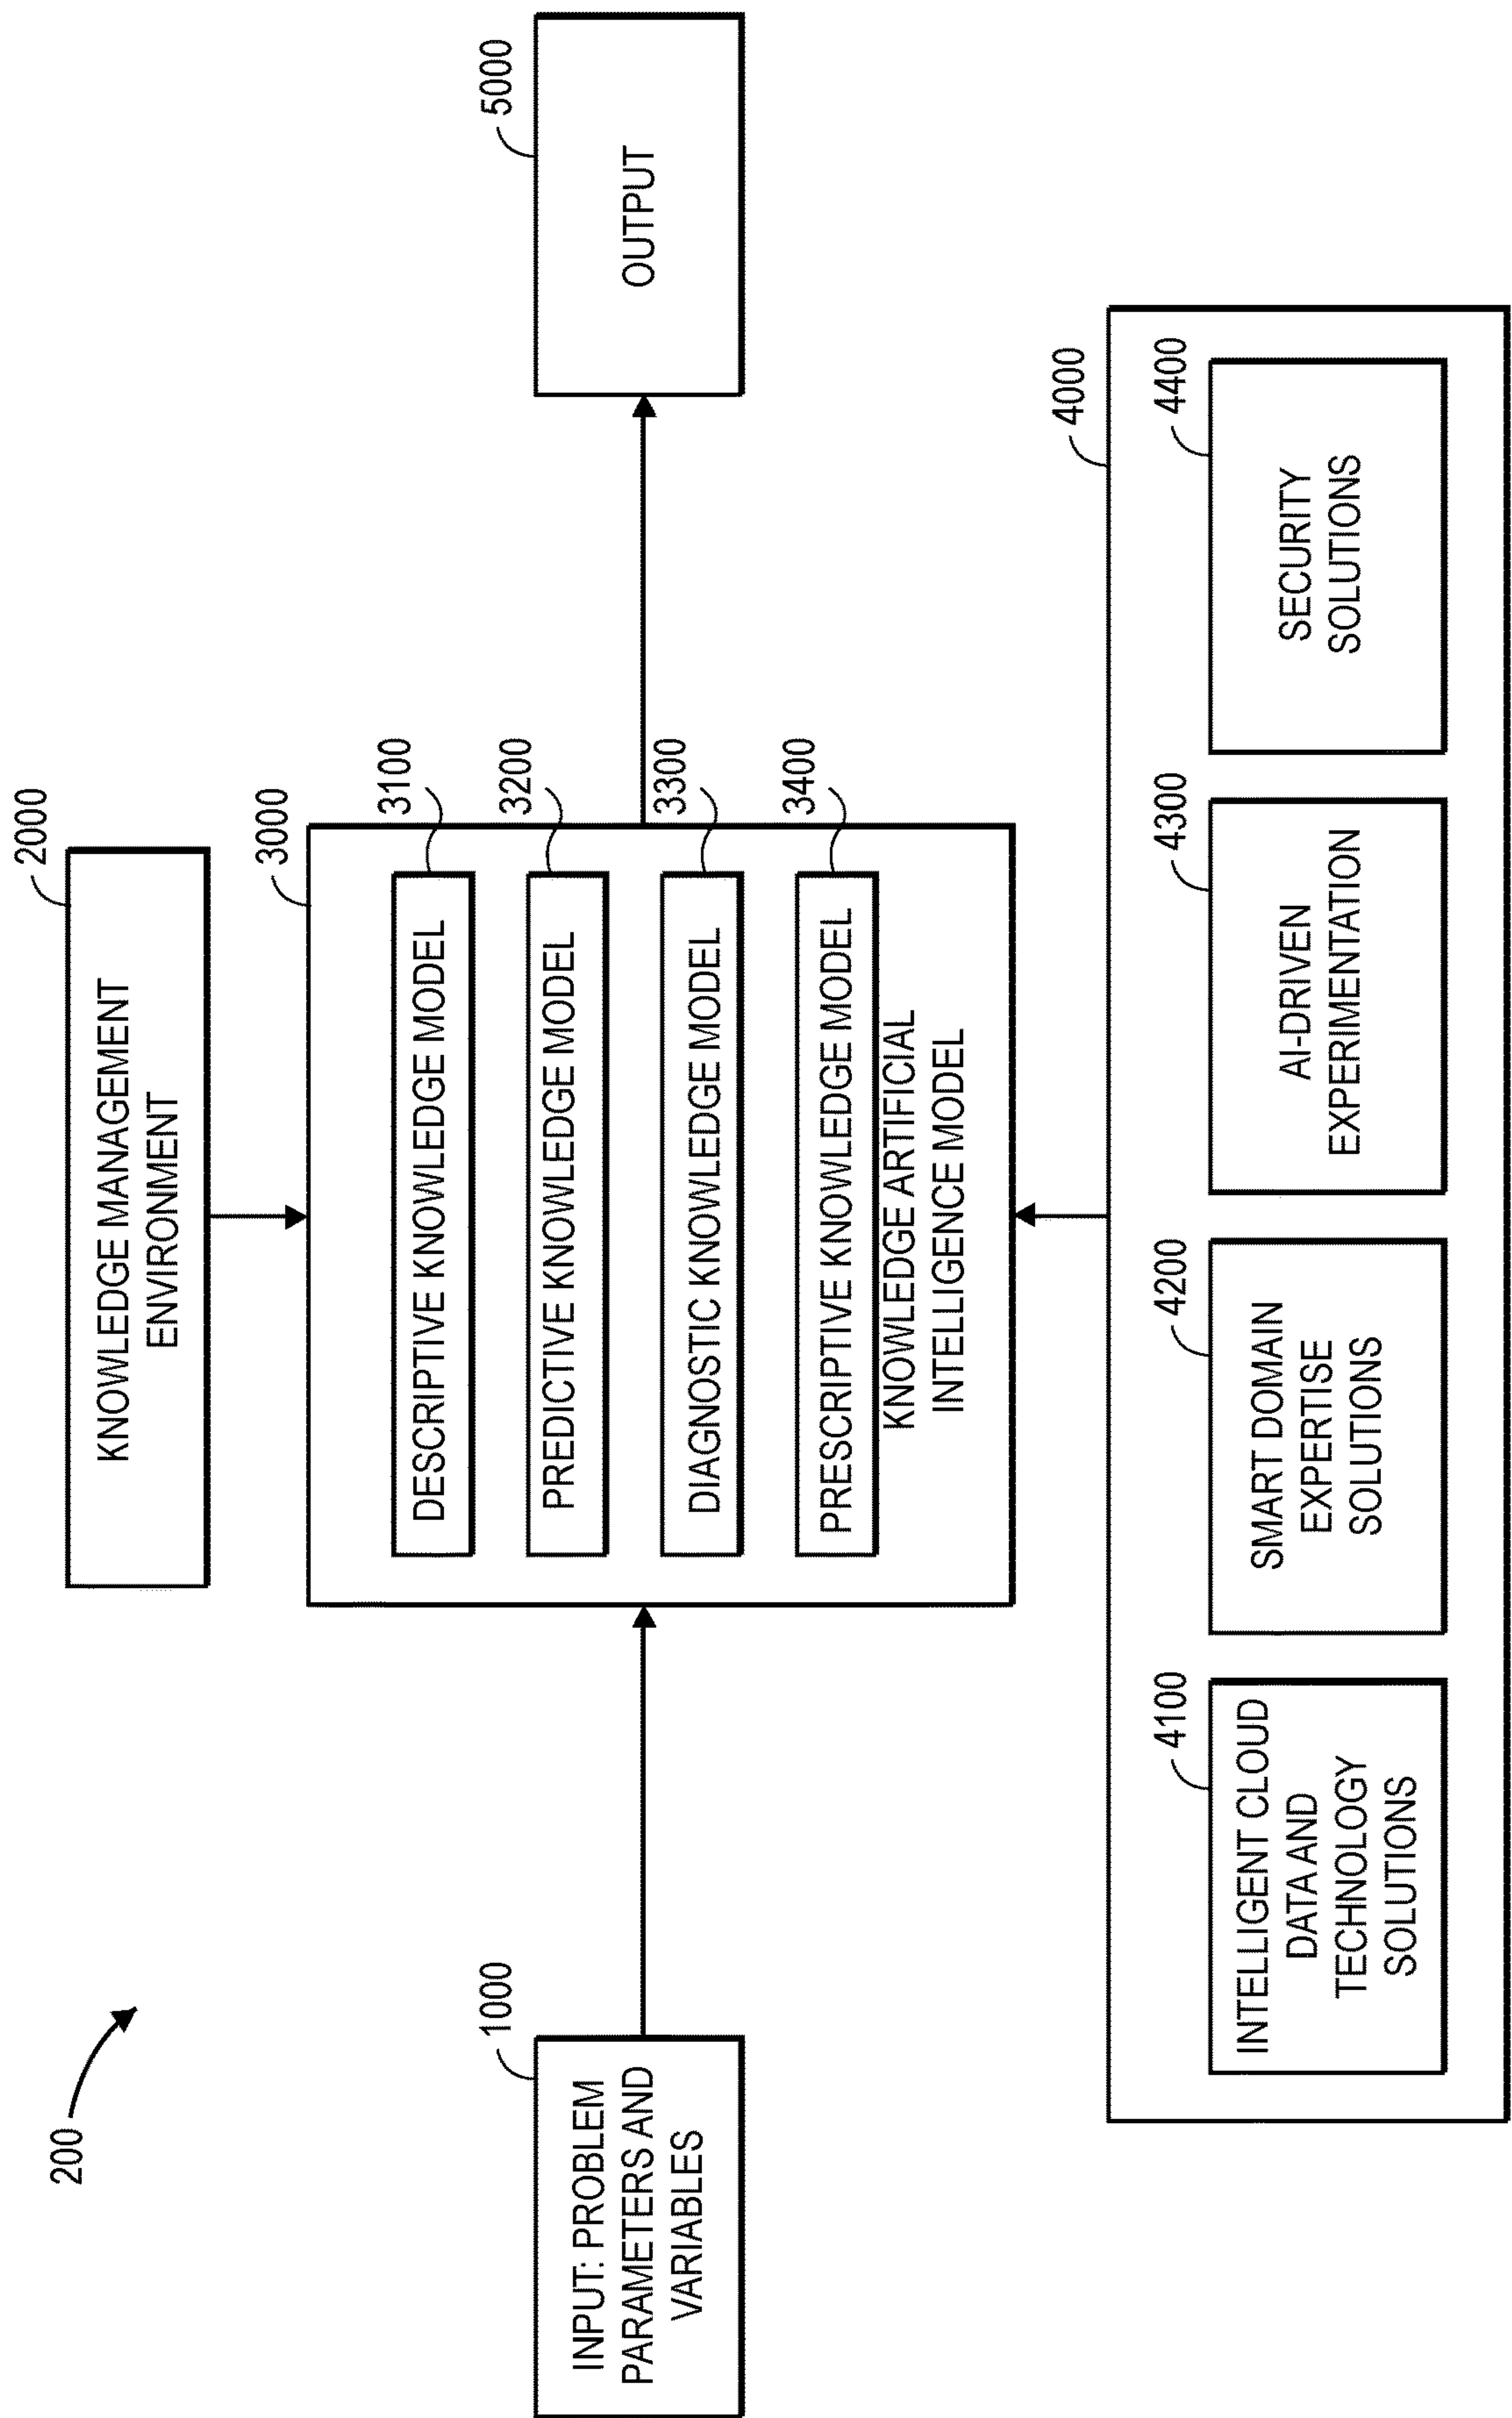 200
2000
KNOWLEDGE MANAGEMENT
ENVIRONMENT
1000
INPUT: PROBLEM
PARAMETERS AND
VARIABLES
3000
3100
DESCRIPTIVE KNOWLEDGE MODEL
3200
PREDICTIVE KNOWLEDGE MODEL
3300
DIAGNOSTIC KNOWLEDGE MODEL
3400
PRESCRIPTIVE KNOWLEDGE MODEL
KNOWLEDGE ARTIFICIAL
INTELLIGENCE MODEL
5000
OUTPUT
4000
4100
INTELLIGENT CLOUD
DATA AND
TECHNOLOGY
SOLUTIONS
4200
SMART DOMAIN
EXPERTISE
SOLUTIONS
4300
AI-DRIVEN
EXPERIMENTATION
4400
SECURITY
SOLUTIONS